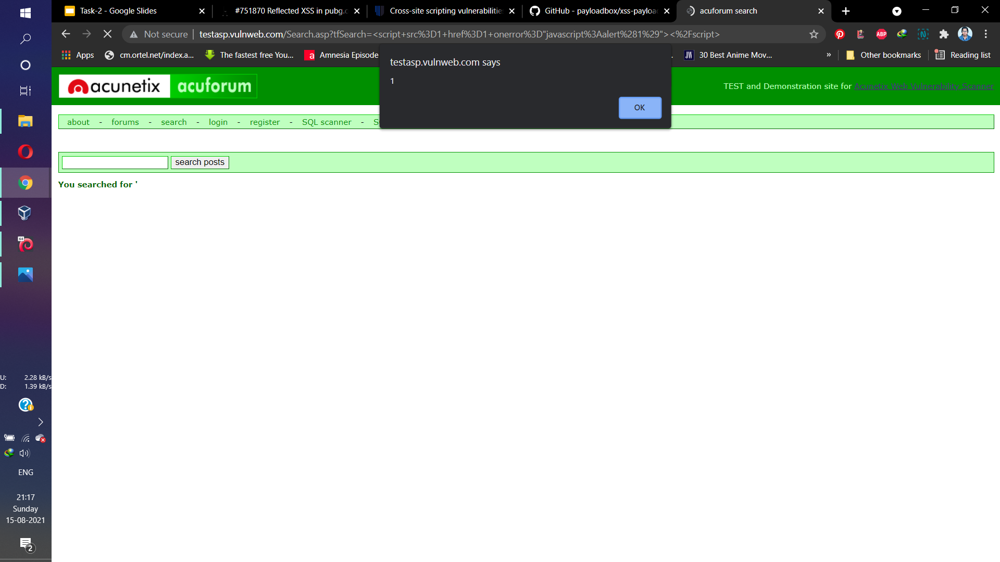 Task-2 - Google Slides
#751870 Reflected XSS in pubg.c
Cross-site scripting vulnerabilitie
GitHub - payloadbox/xss-payloa
acuforum search
Not secure | testasp.vulnweb.com/Search.asp?tfSearch=<script+src%3D1+href%3D1+onerror%3D"javascript%3Aalert%281%29"><%2Fscript>
ABP
N
Apps
cm.ortel.net/index.a...
The fastest free You...
a
Amnesia Episode
.
JW
30 Best Anime Mov...
»
Other bookmarks
Reading list
testasp.vulnweb.com says
1
OK
acunetix acuforum
TEST and Demonstration site for Acunetix Web Vulnerability Scanner
about - forums - search - login - register - SQL scanner - S
search posts
You searched for '
64
U: 2.28 kB/s
D: 1.39 kB/s
ENG
21:17
Sunday
15-08-2021
2